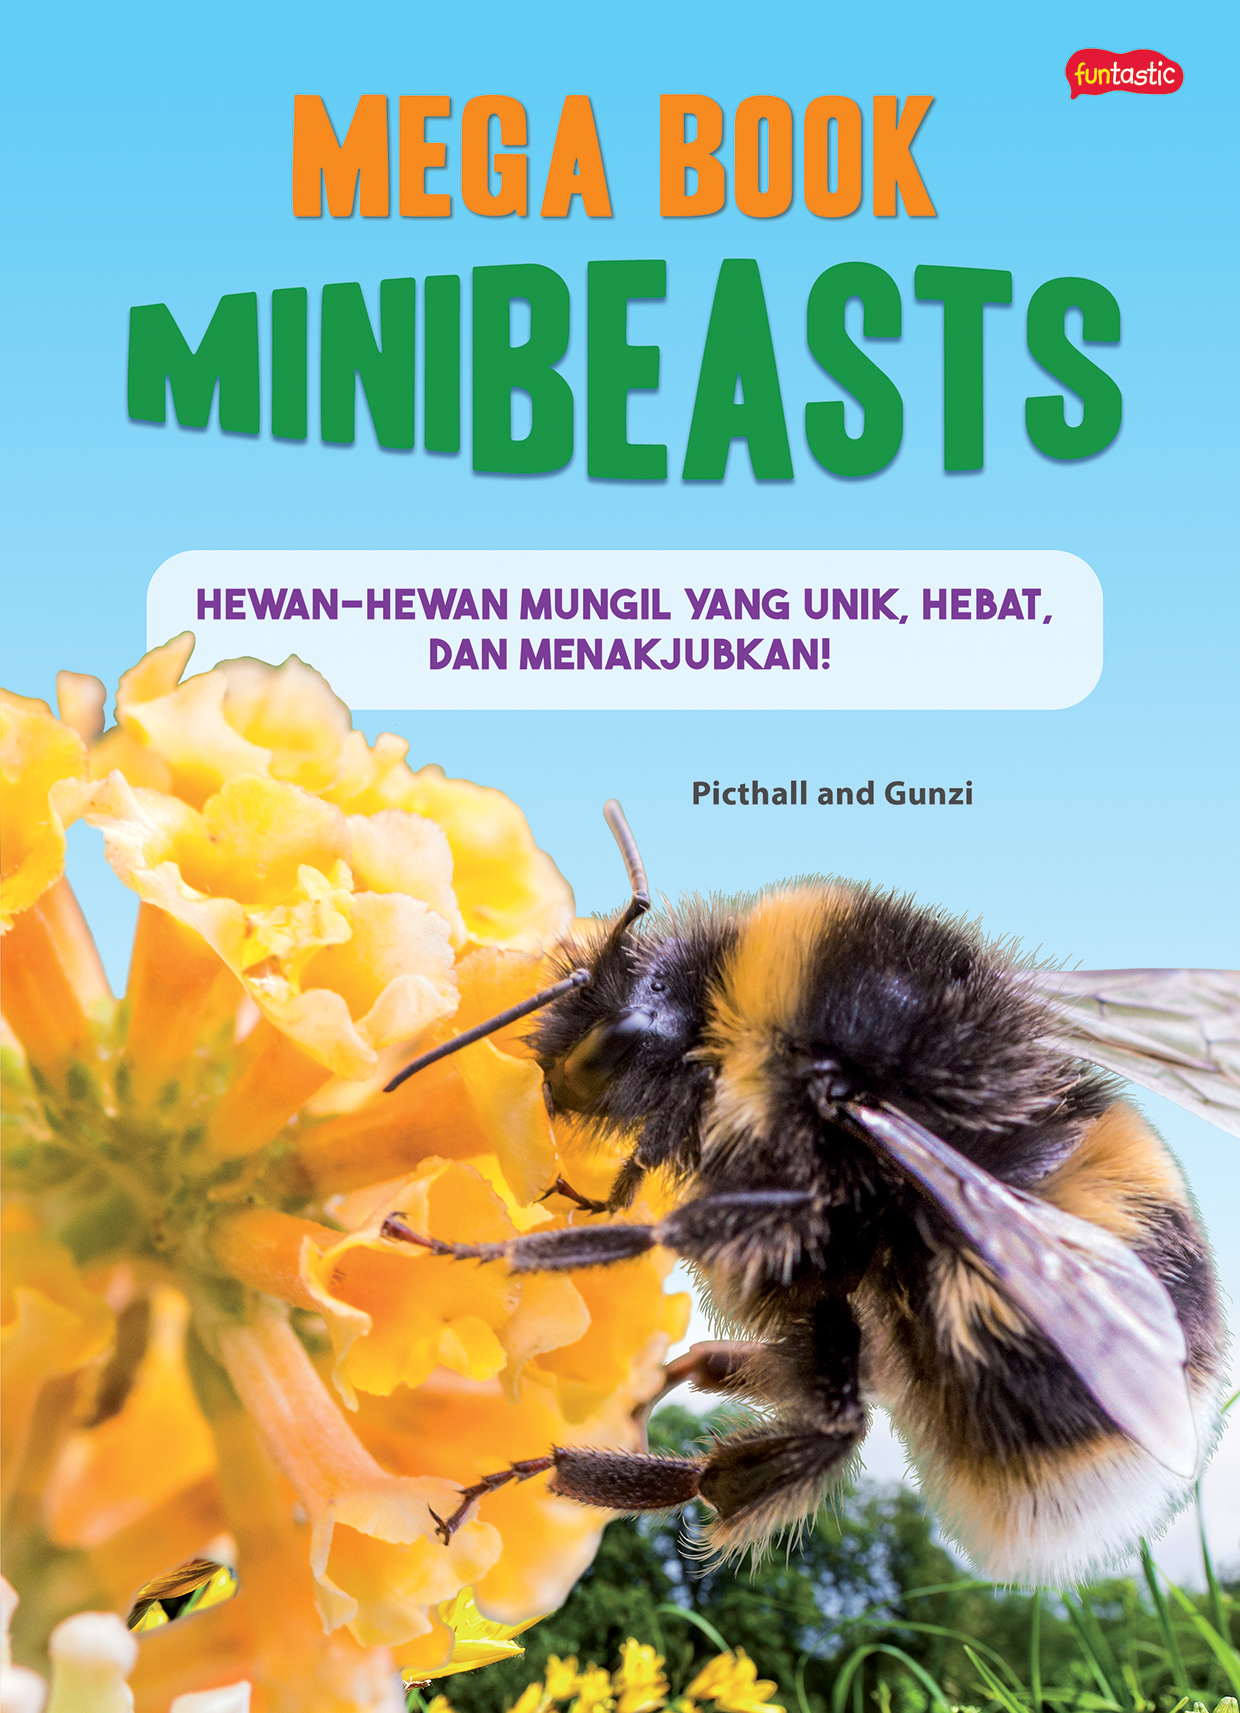 funtastic
MEGA BOOK
MINIBEASTS
HEWAN-HEWAN MUNGIL YANG UNIK, HEBAT,
DAN MENAKJUBKAN!
Picthall and Gunzi